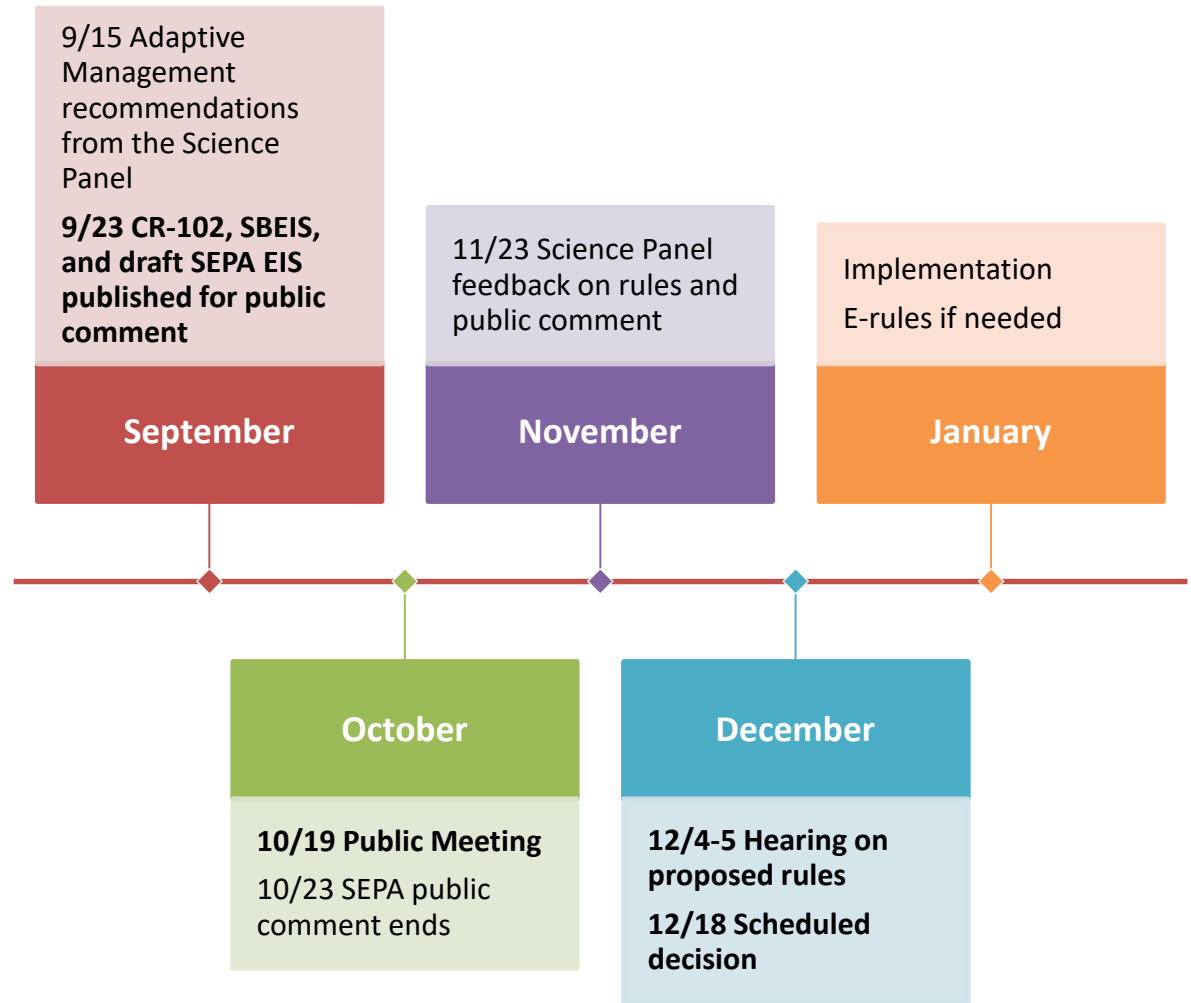 9/15 Adaptive
Management
recommendations
from the Science
Panel
9/23 CR-102, SBEIS,
and draft SEPA EIS
published for public
comment
September
October
10/19 Public Meeting
10/23 SEPA public
comment ends
11/23 Science Panel
feedback on rules and
public comment
November
December
12/4-5 Hearing on
proposed rules
12/18 Scheduled
decision
Implementation
E-rules if needed
January